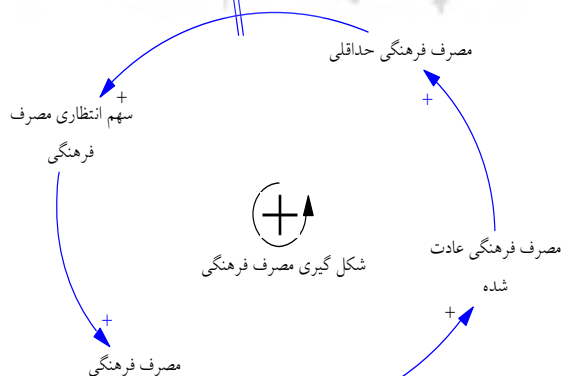 مصرف فرهنگی حداقلی
+
+
سهم انتظاری مصرف
فرهنگی
مصرف فرهنگی عادت
شده
+
شکل گیری مصرف فرهنگی
+
+
مصرف فرهنگی